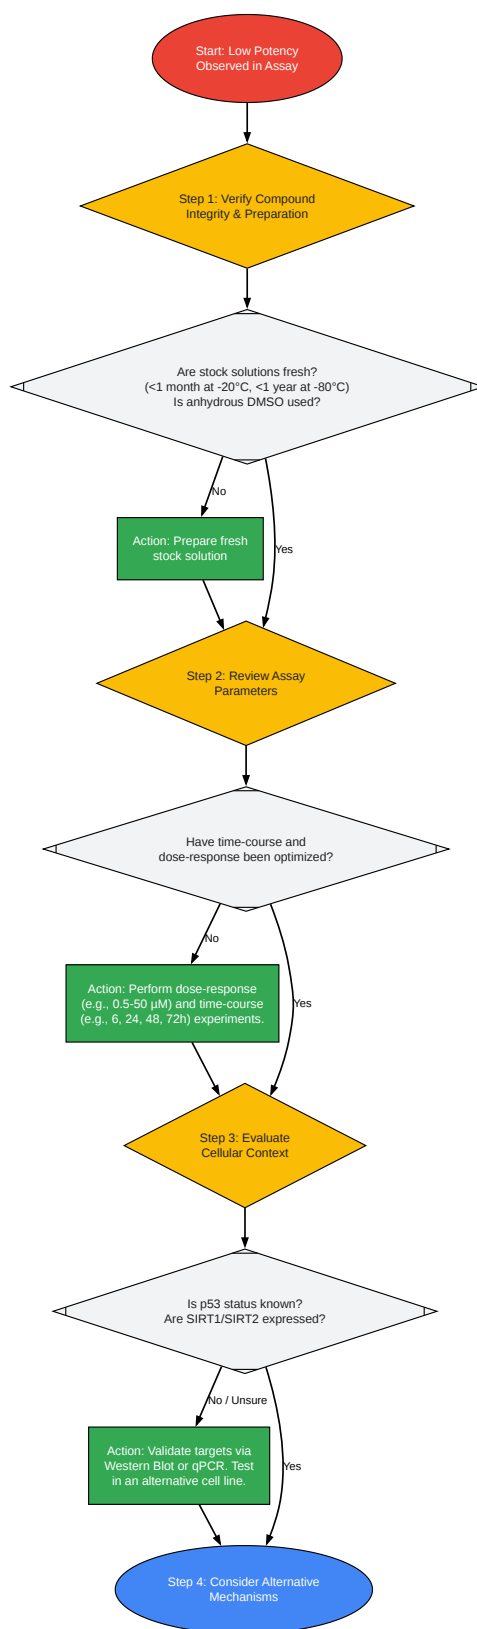 Start: Low Potency
Observed in Assay
Step 1: Verify Compound
Integrity & Preparation
Are stock solutions fresh?
(<1 month at -20°C, <1 year at -80°C)
Is anhydrous DMSO used?
No
Action: Prepare fresh
stock solution
Yes
Step 2: Review Assay
Parameters
Have time-course and
dose-response been optimized?
No
Action: Perform dose-response
(e.g., 0.5-50 µM) and time-course
(e.g., 6, 24, 48, 72h) experiments.
Yes
Step 3: Evaluate
Cellular Context
Is p53 status known?
Are SIRT1/SIRT2 expressed?
No / Unsure
Action: Validate targets via
Western Blot or qPCR. Test
in an alternative cell line.
Yes
Step 4: Consider Alternative
Mechanisms